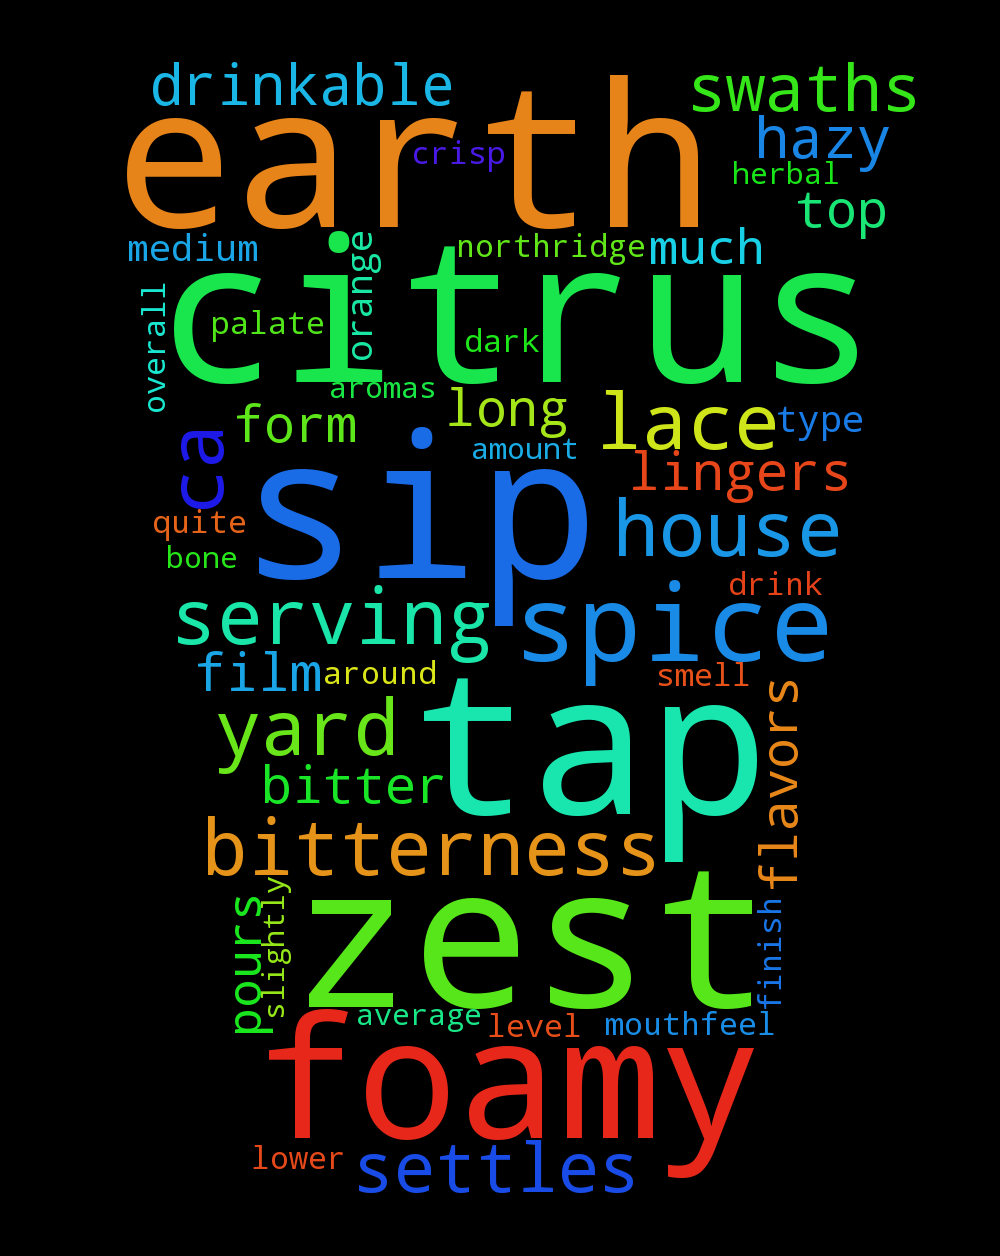 drinkable
swaths
earth
hazy
crisp
herbal
top
medium
orange
northridge
much
citrus
overall
palate
dark
aromas
form
long
lace
type
ca
amount
sip
lingers
quite
house
bone
drink
serving
spice
film
around
smell
yard
tap
flavors
bitter
bitterness
zest
pours
slightly
finish
average
level
mouthfeel
foamy
lower
settles